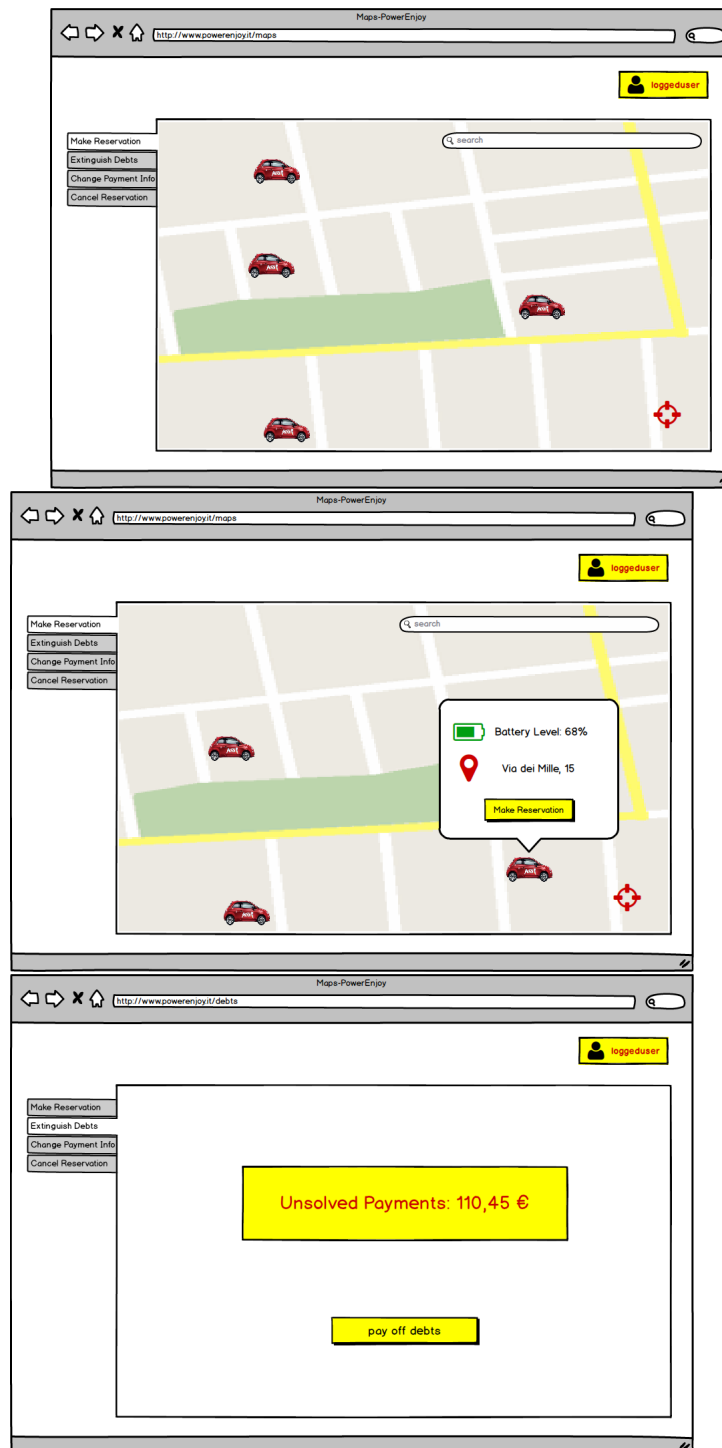 Maps-PowerEnjoy
http://www.powerenjoy.it/maps
loggeduser
Make Reservation
Extinguish Debts
Change Payment Info
Cancel Reservation
search
Maps-PowerEnjoy
http://www.powerenjoy.it/maps
loggeduser
Make Reservation
Extinguish Debts
Change Payment Info
Cancel Reservation
search
Battery Level: 68%
Via dei Mille, 15
Make Reservation
Maps-PowerEnjoy
http://www.powerenjoy.it/debts
loggeduser
Make Reservation
Extinguish Debts
Change Payment Info
Cancel Reservation
Unsolved Payments: 110,45 €
pay off debts